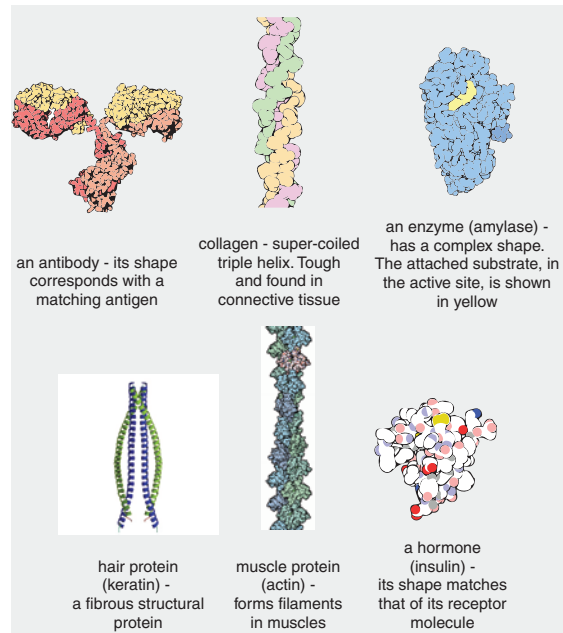 an antibody - its shape
corresponds with a
matching antigen
collagen - super-coiled
triple helix. Tough
and found in
connective tissue
an enzyme (amylase) -
has a complex shape.
The attached substrate, in
the active site, is shown
in yellow
hair protein
(keratin) -
a fibrous structural
protein
muscle protein
(actin) -
forms filaments
in muscles
a hormone
(insulin) -
its shape matches
that of its receptor
molecule